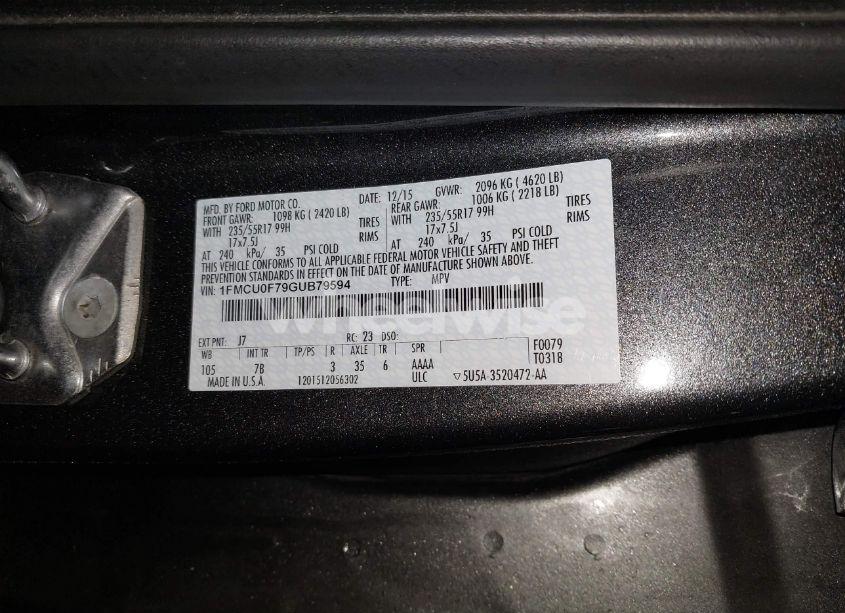 MFD. BY FORD MOTOR CO. DATE: 12/15 GVWR: 2096 KG ( 4620 LB)
FRONT GAWR: 1098 KG ( 2420 LB) REAR GAWR: 1006 KG ( 2218 LB)
WITH 235/55R17 99H TIRES WITH 235/55R17 99H TIRES
17x7.5J RIMS 17x7.5J RIMS
AT 240 kPa/ 35 PSI COLD AT 240 kPa/ 35 PSI COLD
THIS VEHICLE CONFORMS TO ALL APPLICABLE FEDERAL MOTOR VEHICLE SAFETY AND THEFT
PREVENTION STANDARDS IN EFFECT ON THE DATE OF MANUFACTURE SHOWN ABOVE.
VIN: 1FMCU0F79GUB79594 TYPE: MPV
wheelwise
EXT PNT: J7 RC: 23 DSO: F0079
WB INT TR TP/PS R AXLE TR SPR T0318
105 7B 3 35 6 AAAA
MADE IN U.S.A. 1201512056302 ULC ▽5U5A-3520472-AA